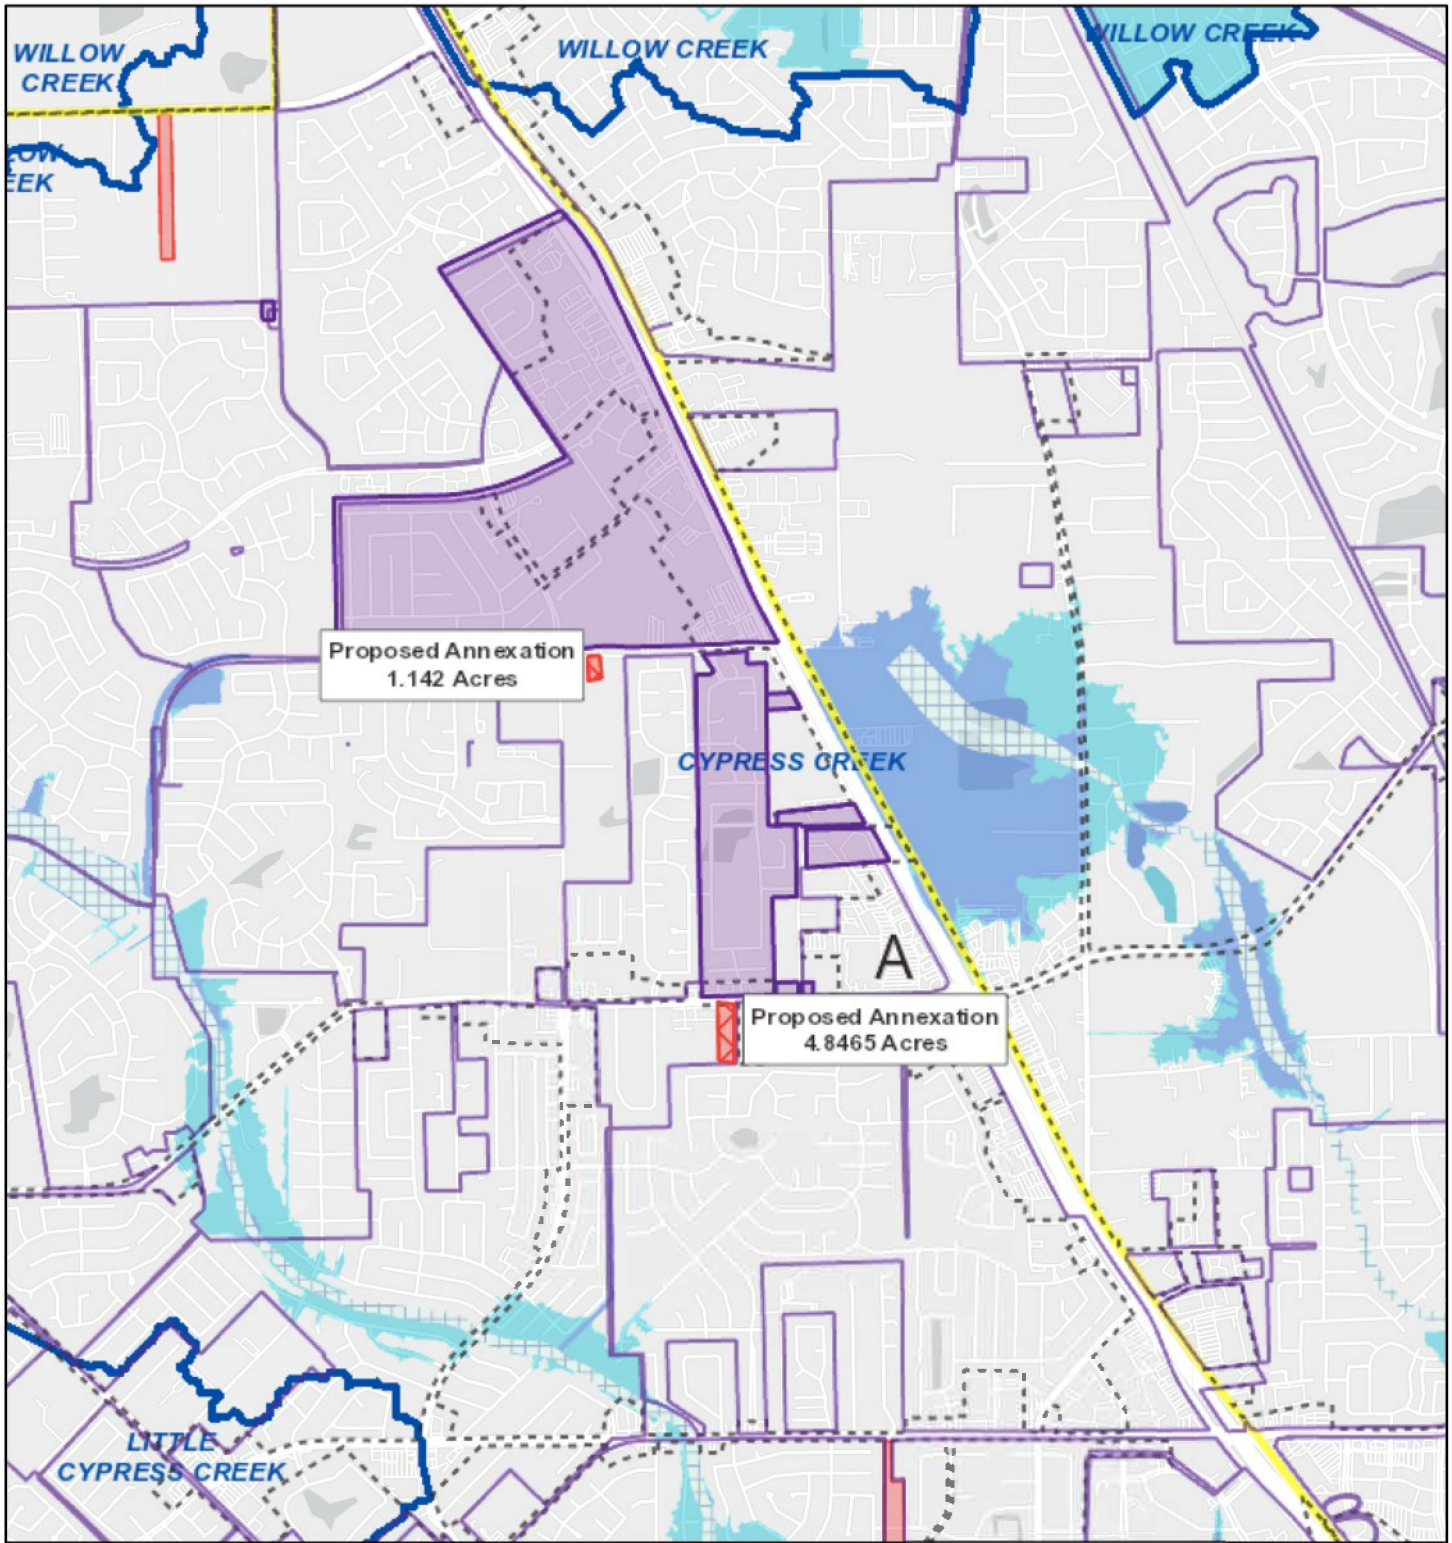 WILLOW
CREEK
WILLOW CREEK
WILLOW CREEK
LOW
EEK
Proposed Annexation
1.142 Acres
CYPRESS CREEK
A
Proposed Annexation
4.8465 Acres
LITTLE
CYPRESS CREEK